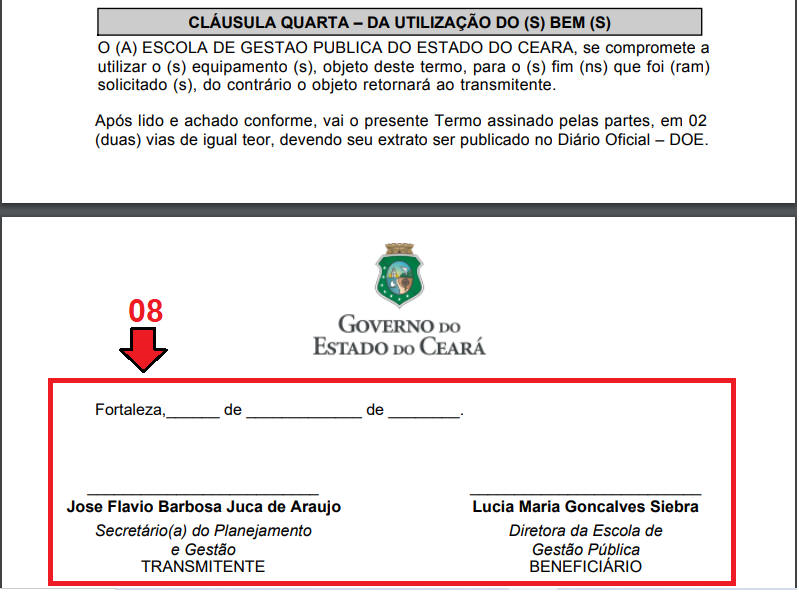 CLÁUSULA QUARTA – DA UTILIZAÇÃO DO (S) BEM (S)
O (A) ESCOLA DE GESTAO PUBLICA DO ESTADO DO CEARA, se compromete a
utilizar o (s) equipamento (s), objeto deste termo, para o (s) fim (ns) que foi (ram)
solicitado (s), do contrário o objeto retornará ao transmitente.
Após lido e achado conforme, vai o presente Termo assinado pelas partes, em 02
(duas) vias de igual teor, devendo seu extrato ser publicado no Diário Oficial – DOE.
GOVERNO DO
ESTADO DO CEARÁ
08
Fortaleza,______ de _____________ de ________.
Jose Flavio Barbosa Juca de Araujo
Secretário(a) do Planejamento
e Gestão
TRANSMITENTE
Lucia Maria Goncalves Siebra
Diretora da Escola de
Gestão Pública
BENEFICIÁRIO